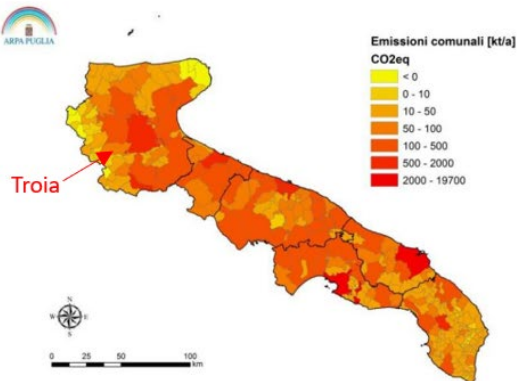 ARPA PUGLIA
Emissioni comunali [kt/a]
CO2eq
< 0
0 - 10
10 - 50
50 - 100
100 - 500
500 - 2000
2000 - 19700
Troia
N
W E
S
0 25 50 100
km